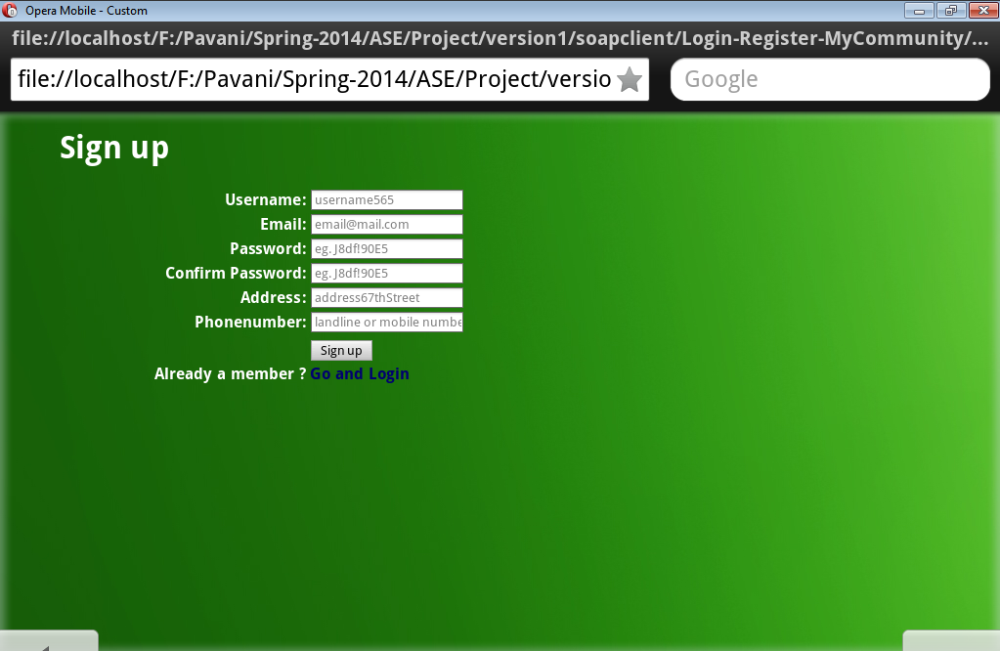 Opera Mobile - Custom
file://localhost/F:/Pavani/Spring-2014/ASE/Project/version1/soapclient/Login-Register-MyCommunity/...
file://localhost/F:/Pavani/Spring-2014/ASE/Project/versio
Google
Sign up
Username: username565
Email: email@mail.com
Password: eg. J8df!90E5
Confirm Password: eg. J8df!90E5
Address: address67thStreet
Phonenumber: landline or mobile numbe
Sign up
Already a member ? Go and Login